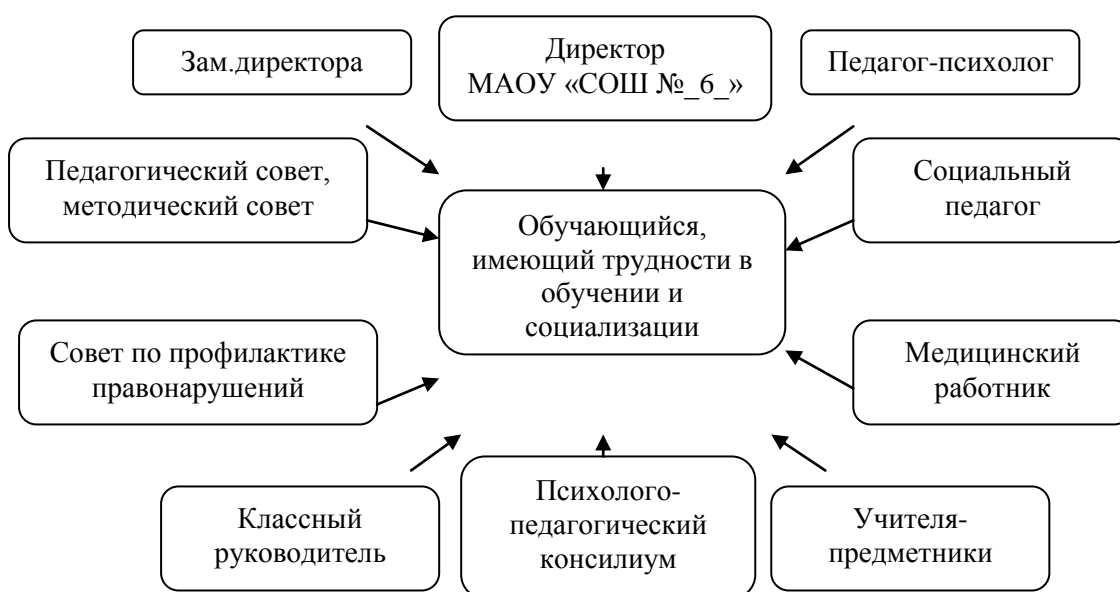 Зам.директора
Директор
МАОУ «СОШ №_6_»
Педагог-психолог
Педагогический совет,
методический совет
Социальный
педагог
Обучающийся,
имеющий трудности в
обучении и
социализации
Совет по профилактике
правонарушений
Медицинский
работник
Классный
руководитель
Психолого-
педагогический
консилиум
Учителя-
предметники